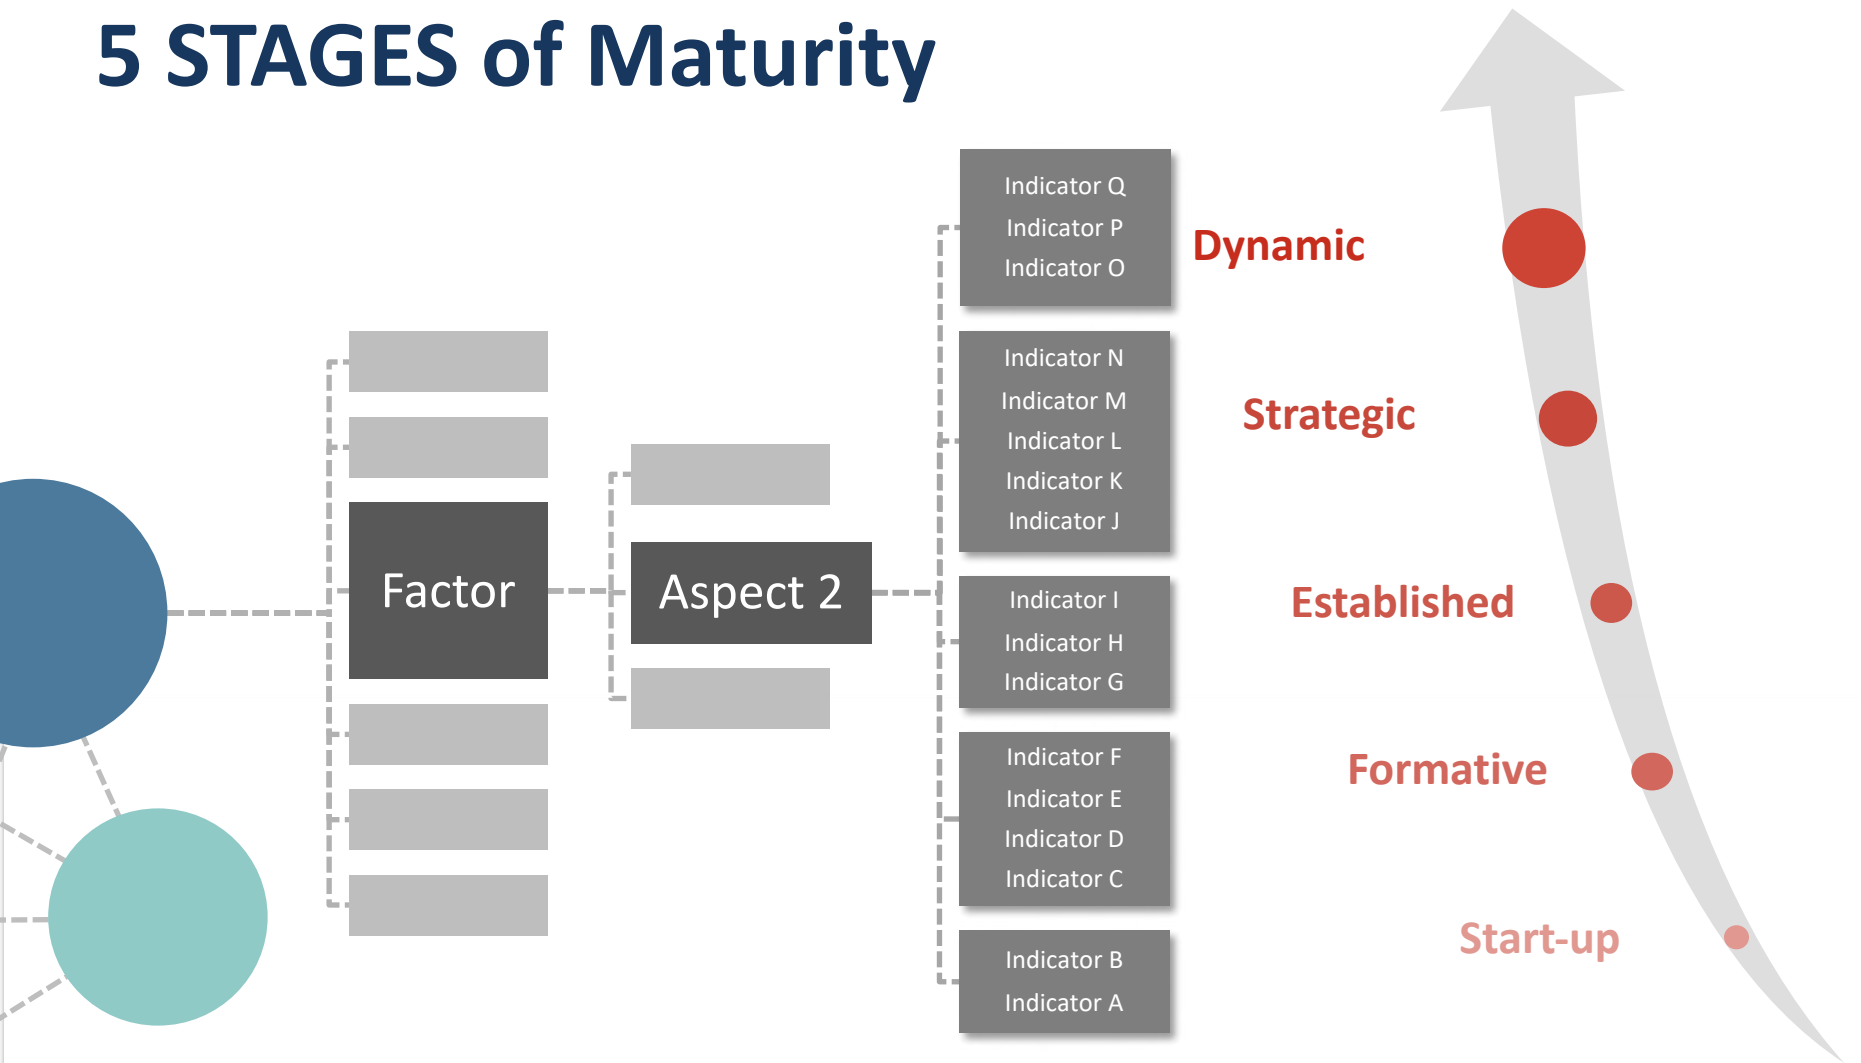 5 STAGES of Maturity
Factor
Aspect 2
Indicator Q
Indicator P
Indicator O
Dynamic
Indicator N
Indicator M
Indicator L
Indicator K
Indicator J
Strategic
Indicator I
Indicator H
Indicator G
Established
Indicator F
Indicator E
Indicator D
Indicator C
Formative
Indicator B
Indicator A
Start-up